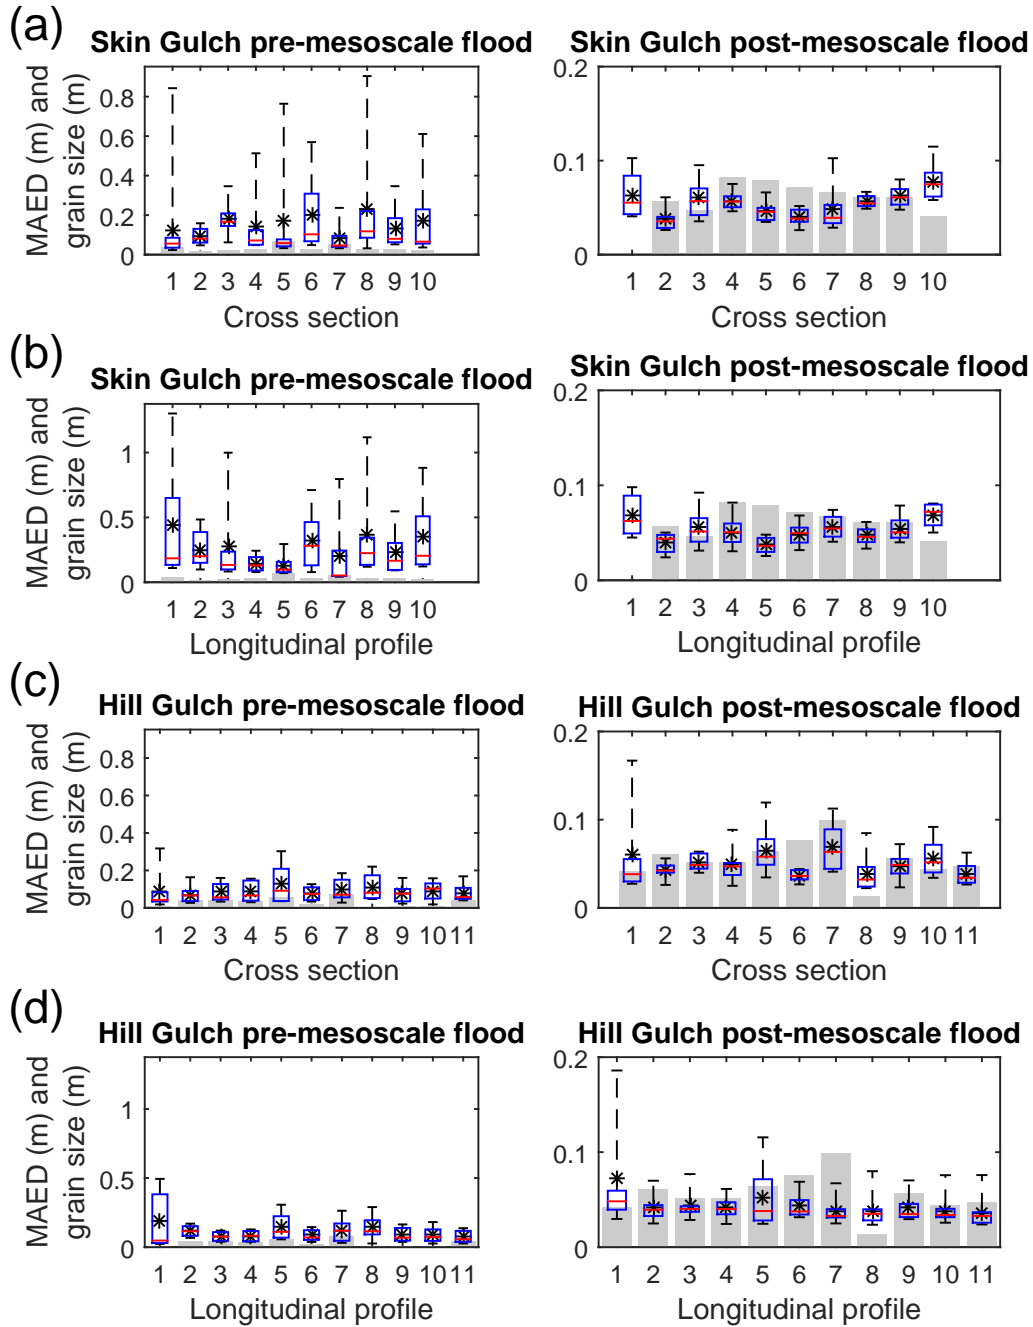 (a)
Skin Gulch pre-mesoscale flood
Skin Gulch post-mesoscale flood
MAED (m) and
grain size (m)
0.8
0.6
0.4
0.2
0
1 2 3 4 5 6 7 8 9 10
Cross section
0.2
0.1
0
1 2 3 4 5 6 7 8 9 10
Cross section
(b)
Skin Gulch pre-mesoscale flood
Skin Gulch post-mesoscale flood
MAED (m) and
grain size (m)
1
0.5
0
1 2 3 4 5 6 7 8 9 10
Longitudinal profile
0.2
0.1
0
1 2 3 4 5 6 7 8 9 10
Longitudinal profile
(c)
Hill Gulch pre-mesoscale flood
Hill Gulch post-mesoscale flood
MAED (m) and
grain size (m)
0.8
0.6
0.4
0.2
0
1 2 3 4 5 6 7 8 9 10 11
Cross section
0.2
0.1
0
1 2 3 4 5 6 7 8 9 10 11
Cross section
(d)
Hill Gulch pre-mesoscale flood
Hill Gulch post-mesoscale flood
MAED (m) and
grain size (m)
1
0.5
0
1 2 3 4 5 6 7 8 9 10 11
Longitudinal profile
0.2
0.1
0
1 2 3 4 5 6 7 8 9 10 11
Longitudinal profile